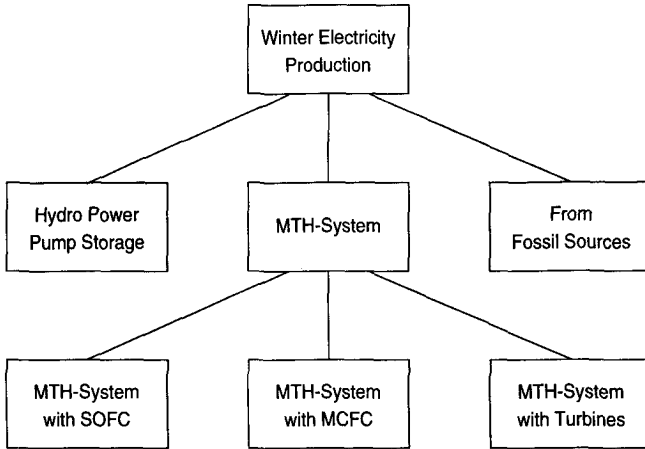 Winter Electricity
Production
Hydro Power
Pump Storage
MTH-System
From
Fossil Sources
MTH-System
with SOFC
MTH-System
with MCFC
MTH-System
with Turbines